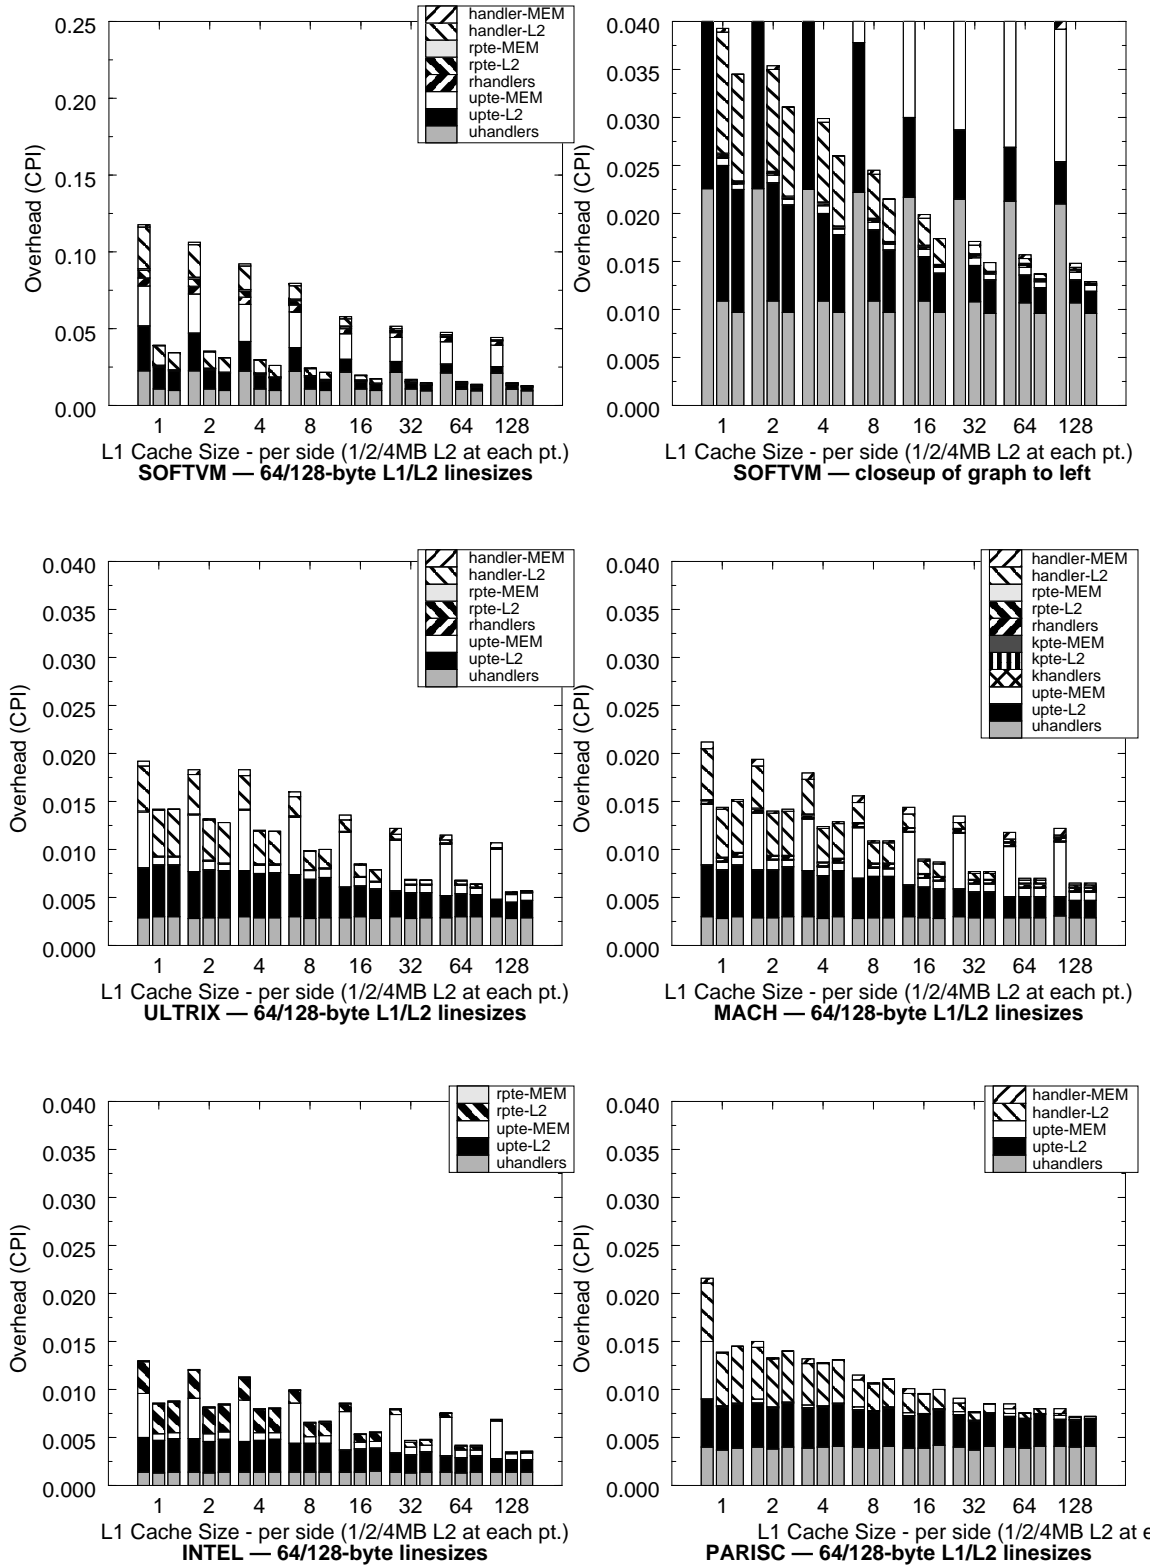 handler-MEM
handler-L2
rpte-MEM
rpte-L2
rhandlers
upte-MEM
upte-L2
uhandlers
0.25
0.20
0.15
0.10
0.05
0.00
Overhead (CPI)
1 2 4 8 16 32 64 128
L1 Cache Size - per side (1/2/4MB L2 at each pt.)
SOFTVM — 64/128-byte L1/L2 linesizes
0.040
0.035
0.030
0.025
0.020
0.015
0.010
0.005
0.000
Overhead (CPI)
1 2 4 8 16 32 64 128
L1 Cache Size - per side (1/2/4MB L2 at each pt.)
SOFTVM — closeup of graph to left
handler-MEM
handler-L2
rpte-MEM
rpte-L2
rhandlers
upte-MEM
upte-L2
uhandlers
0.040
0.035
0.030
0.025
0.020
0.015
0.010
0.005
0.000
Overhead (CPI)
1 2 4 8 16 32 64 128
L1 Cache Size - per side (1/2/4MB L2 at each pt.)
ULTRIX — 64/128-byte L1/L2 linesizes
handler-MEM
handler-L2
rpte-MEM
rpte-L2
rhandlers
kpte-MEM
kpte-L2
khandlers
upte-MEM
upte-L2
uhandlers
0.040
0.035
0.030
0.025
0.020
0.015
0.010
0.005
0.000
Overhead (CPI)
1 2 4 8 16 32 64 128
L1 Cache Size - per side (1/2/4MB L2 at each pt.)
MACH — 64/128-byte L1/L2 linesizes
rpte-MEM
rpte-L2
upte-MEM
upte-L2
uhandlers
0.040
0.035
0.030
0.025
0.020
0.015
0.010
0.005
0.000
Overhead (CPI)
1 2 4 8 16 32 64 128
L1 Cache Size - per side (1/2/4MB L2 at each pt.)
INTEL — 64/128-byte L1/L2 linesizes
handler-MEM
handler-L2
upte-MEM
upte-L2
uhandlers
0.040
0.035
0.030
0.025
0.020
0.015
0.010
0.005
0.000
Overhead (CPI)
1 2 4 8 16 32 64 128
L1 Cache Size - per side (1/2/4MB L2 at e
PARISC — 64/128-byte L1/L2 linesizes